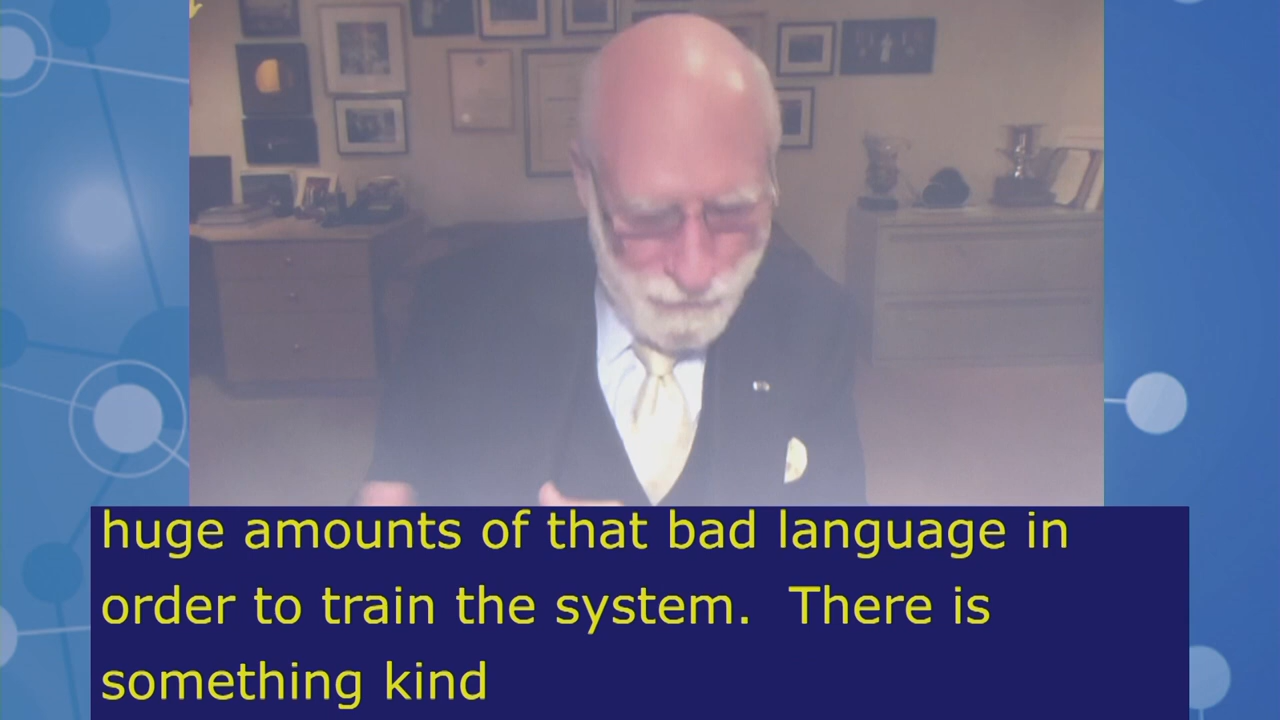 huge amounts of that bad language in
order to train the system.  There is
something kind